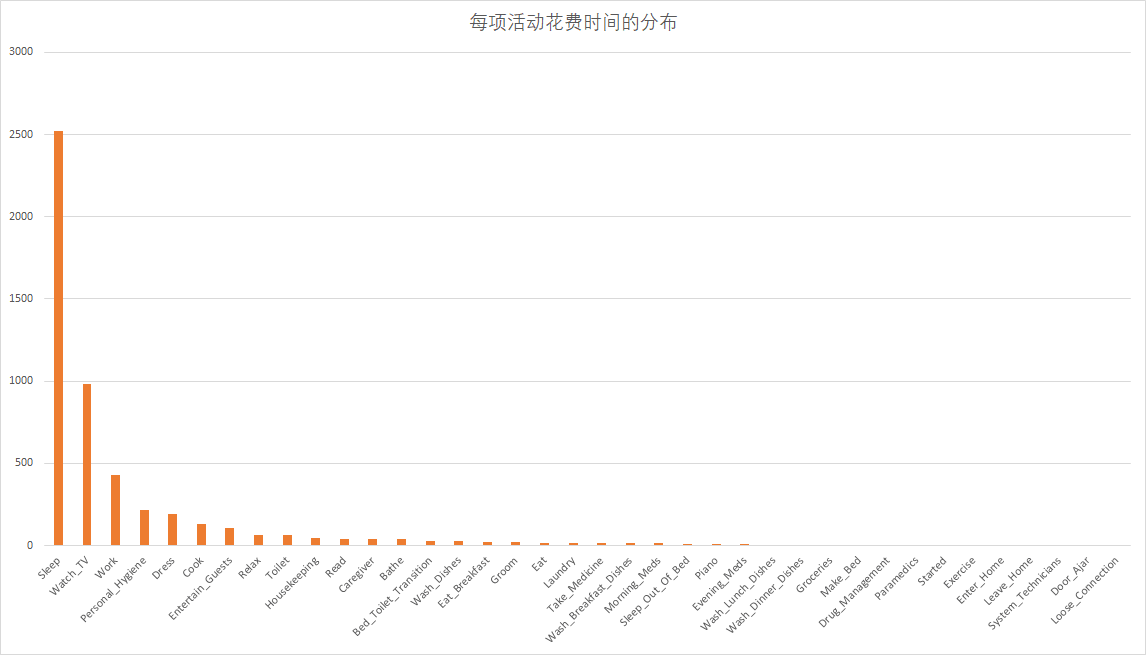 每项活动花费时间的分布
3000
2500
2000
1500
1000
500
0
Sleep
Watch_TV
Work
Personal_Hygiene
Dress
Cook
Entertain_Guests
Relax
Toilet
Housekeeping
Read
Caregiver
Bathe
Bed_Toilet_Transition
Wash_Dishes
Eat_Breakfast
Groom
Eat
Laundry
Take_Medicine
Wash_Breakfast_Dishes
Morning_Meds
Sleep_Out_Of_Bed
Piano
Evening_Meds
Wash_Lunch_Dishes
Wash_Dinner_Dishes
Groceries
Make_Bed
Drug_Management
Paramedics
Started
Exercise
Enter_Home
Leave_Home
System_Technicians
Door_Ajar
Loose_Connection